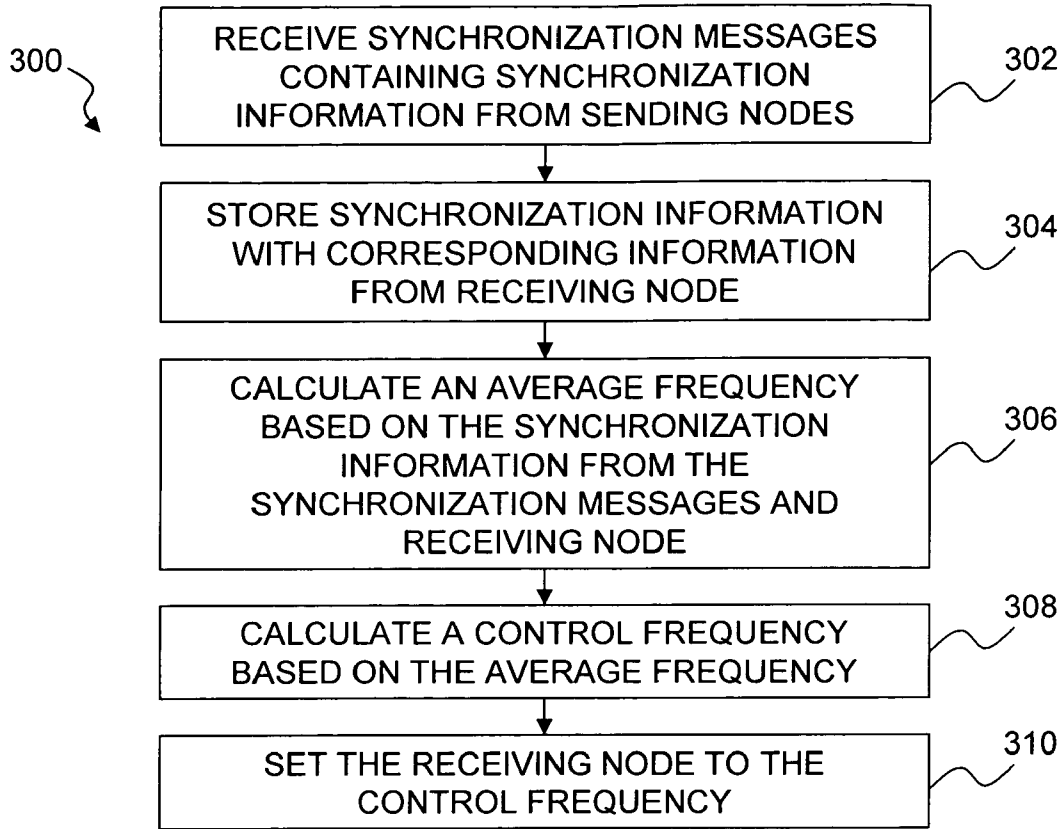 300
RECEIVE SYNCHRONIZATION MESSAGES
CONTAINING SYNCHRONIZATION
INFORMATION FROM SENDING NODES
302
STORE SYNCHRONIZATION INFORMATION
WITH CORRESPONDING INFORMATION
FROM RECEIVING NODE
304
CALCULATE AN AVERAGE FREQUENCY
BASED ON THE SYNCHRONIZATION
INFORMATION FROM THE
SYNCHRONIZATION MESSAGES AND
RECEIVING NODE
306
CALCULATE A CONTROL FREQUENCY
BASED ON THE AVERAGE FREQUENCY
308
SET THE RECEIVING NODE TO THE
CONTROL FREQUENCY
310